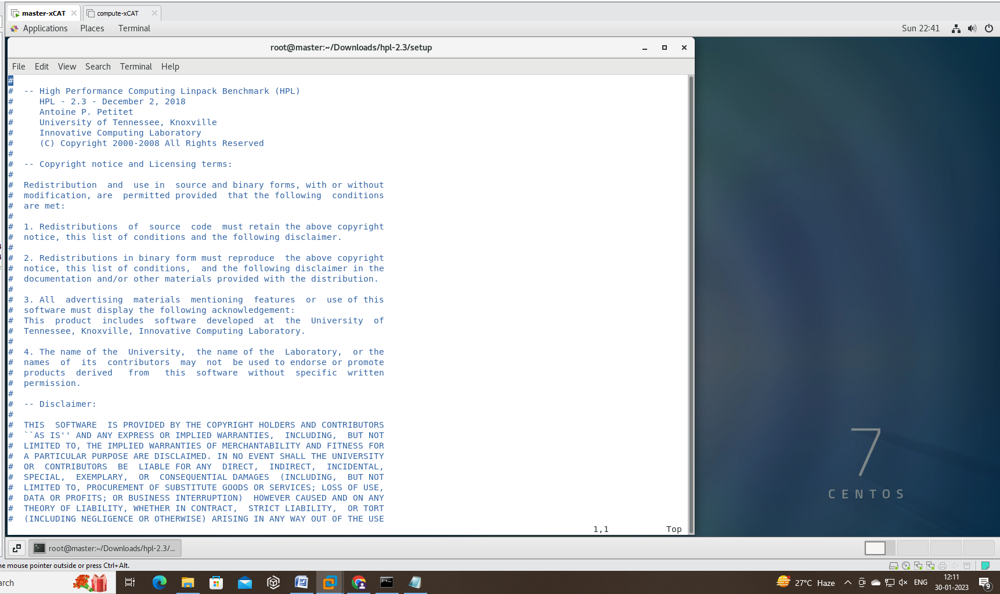 master-xCAT
compute-xCAT
Applications Places Terminal Sun 22:41
root@master:~/Downloads/hpl-2.3/setup
File Edit View Search Terminal Help
#
#  -- High Performance Computing Linpack Benchmark (HPL)
#     HPL - 2.3 - December 2, 2018
#     Antoine P. Petitet
#     University of Tennessee, Knoxville
#     Innovative Computing Laboratory
#     (C) Copyright 2000-2008 All Rights Reserved
#
#  -- Copyright notice and Licensing terms:
#
#  Redistribution  and  use in  source and binary forms, with or without
#  modification, are  permitted provided  that the following  conditions
#  are met:
#
#  1. Redistributions  of  source  code  must retain the above copyright
#  notice, this list of conditions and the following disclaimer.
#
#  2. Redistributions in binary form must reproduce  the above copyright
#  notice, this list of conditions,  and the following disclaimer in the
#  documentation and/or other materials provided with the distribution.
#
#  3. All  advertising  materials  mentioning  features  or  use of this
#  software must display the following acknowledgement:
#  This  product  includes  software  developed  at  the  University  of
#  Tennessee, Knoxville, Innovative Computing Laboratory.
#
#  4. The name of the  University,  the name of the  Laboratory,  or the
#  names  of  its  contributors  may  not  be used to endorse or promote
#  products  derived   from   this  software  without  specific  written
#  permission.
#
#  -- Disclaimer:
#
#  THIS  SOFTWARE  IS PROVIDED BY THE COPYRIGHT HOLDERS AND CONTRIBUTORS
#  ``AS IS'' AND ANY EXPRESS OR IMPLIED WARRANTIES,  INCLUDING,  BUT NOT
#  LIMITED TO, THE IMPLIED WARRANTIES OF MERCHANTABILITY AND FITNESS FOR
#  A PARTICULAR PURPOSE ARE DISCLAIMED. IN NO EVENT SHALL THE UNIVERSITY
#  OR  CONTRIBUTORS  BE  LIABLE FOR ANY  DIRECT,  INDIRECT,  INCIDENTAL,
#  SPECIAL,  EXEMPLARY,  OR  CONSEQUENTIAL DAMAGES  (INCLUDING,  BUT NOT
#  LIMITED TO, PROCUREMENT OF SUBSTITUTE GOODS OR SERVICES; LOSS OF USE,
#  DATA OR PROFITS; OR BUSINESS INTERRUPTION)  HOWEVER CAUSED AND ON ANY
#  THEORY OF LIABILITY, WHETHER IN CONTRACT,  STRICT LIABILITY,  OR TORT
#  (INCLUDING NEGLIGENCE OR OTHERWISE) ARISING IN ANY WAY OUT OF THE USE
1,1 Top
7
CENTOS
root@master:~/Downloads/hpl-2.3/...
ne mouse pointer outside or press Ctrl+Alt.
arch
27°C Haze
ENG
12:11
30-01-2023
9